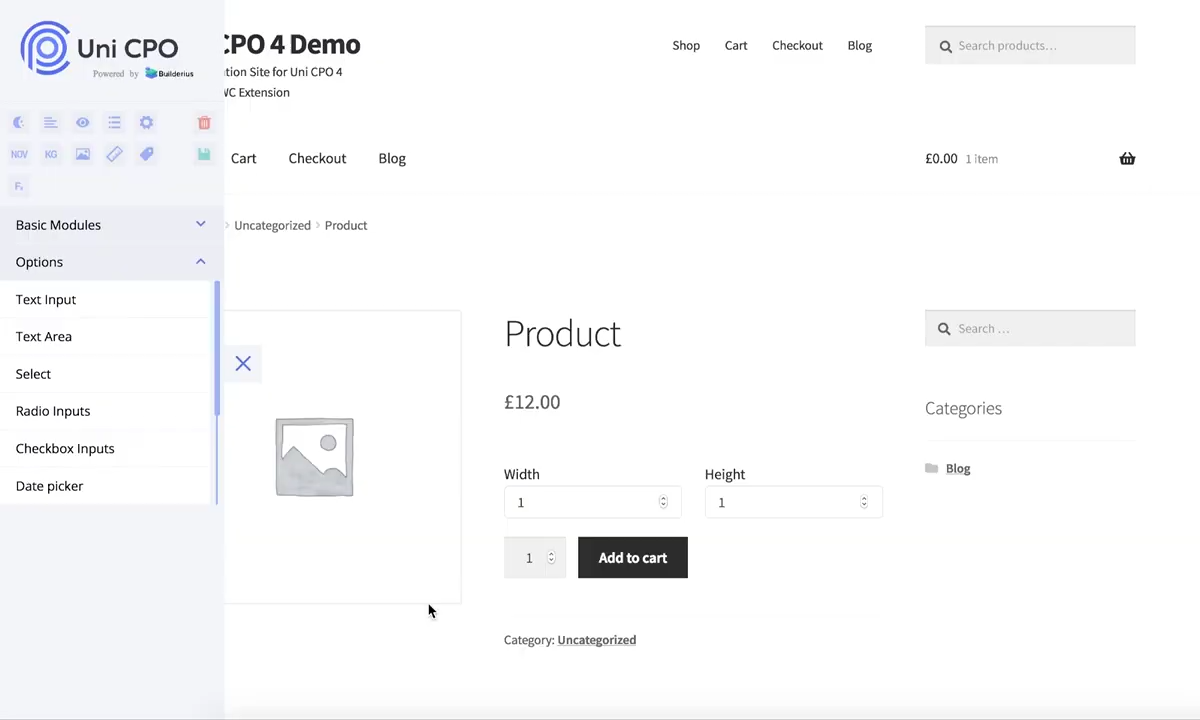 Uni CPO
Powered by Builderius
NOV
KG
Fx
Basic Modules
Options
Text Input
Text Area
Select
Radio Inputs
Checkbox Inputs
Date picker
CPO 4 Demo
tion Site for Uni CPO 4
WC Extension
Shop Cart Checkout Blog
Search products…
Cart Checkout Blog
£0.00 1 item
Uncategorized › Product
Product
£12.00
Width Height
1 1
1 Add to cart
Category: Uncategorized
Search …
Categories
Blog